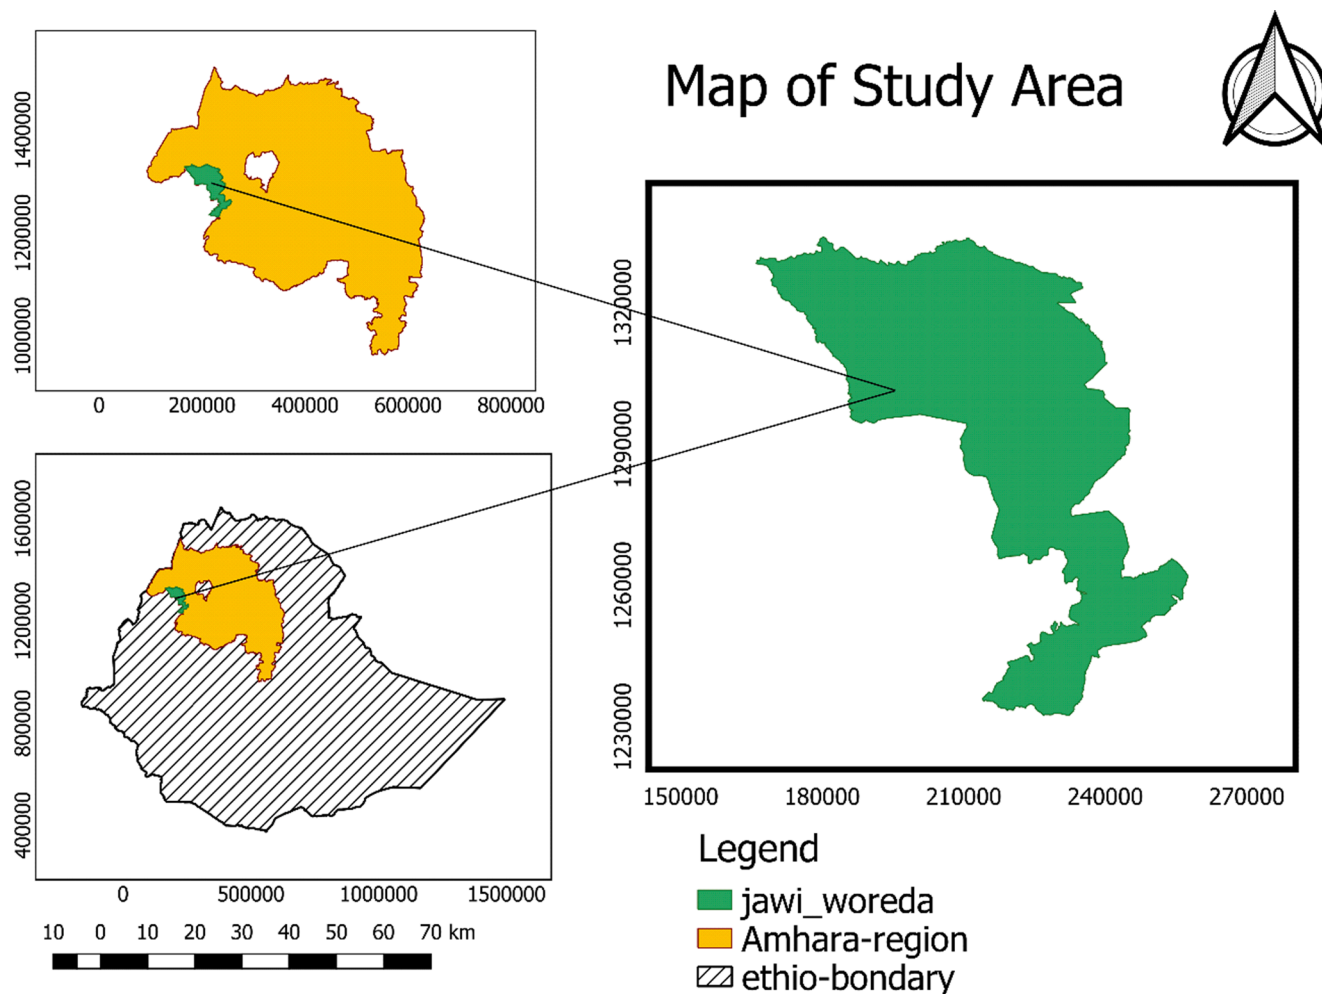 Map of Study Area
1400000
1200000
1000000
0 200000 400000 600000 800000
1600000
1200000
800000
400000
0 500000 1000000 1500000
10 0 10 20 30 40 50 60 70 km
1320000
1290000
1260000
1230000
150000 180000 210000 240000 270000
Legend
jawi_woreda
Amhara-region
ethio-bondary